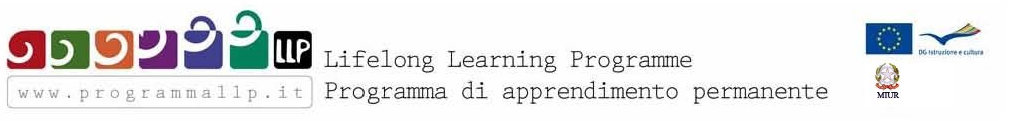 LLP
www.programmallp.it
Lifelong Learning Programme
Programma di apprendimento permanente
DG Istruzione e cultura
MIUR